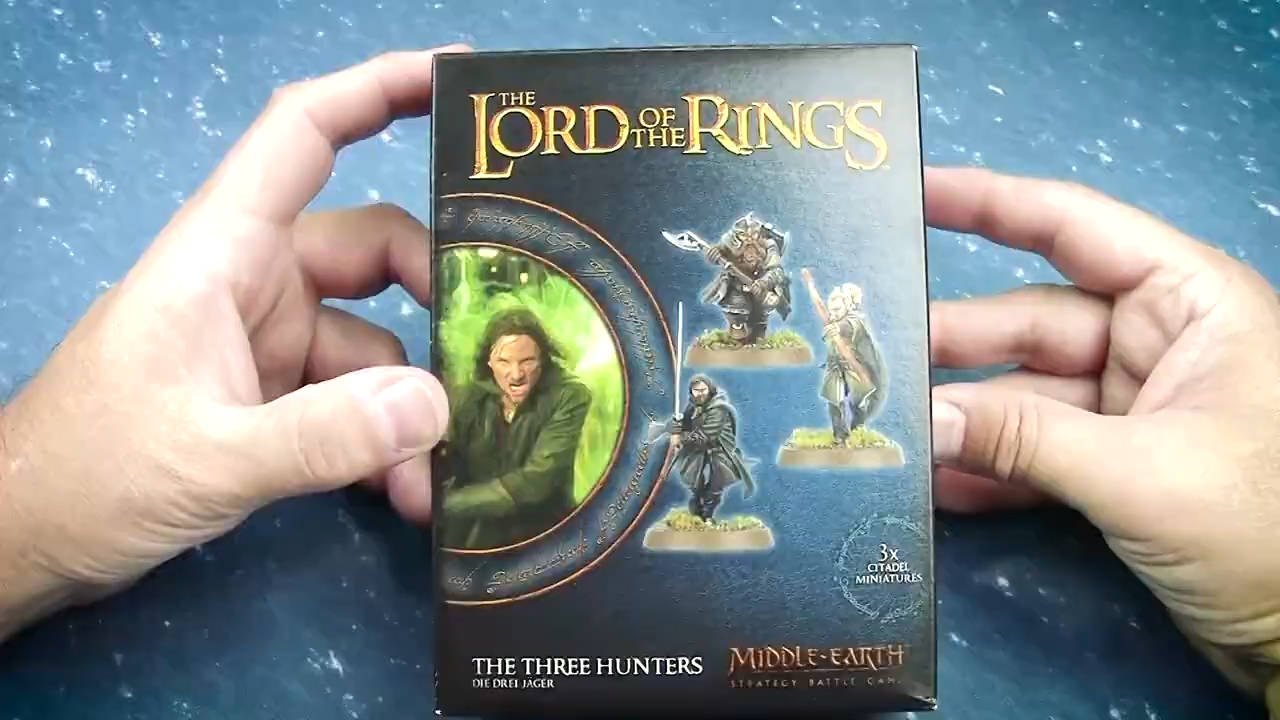 THE LORD OF THE RINGS
3x
CITADEL
MINIATURES
THE THREE HUNTERS
DIE DREI JÄGER
MIDDLE-EARTH
STRATEGY BATTLE GAME